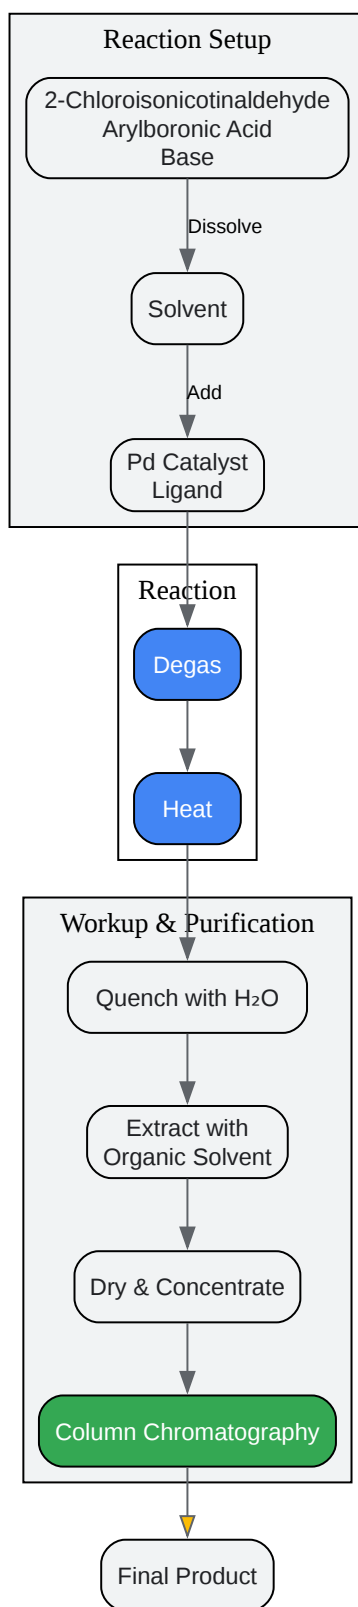 Reaction Setup
2-Chloroisonicotinaldehyde
Arylboronic Acid
Base
Dissolve
Solvent
Add
Pd Catalyst
Ligand
Reaction
Degas
Heat
Workup & Purification
Quench with H₂O
Extract with
Organic Solvent
Dry & Concentrate
Column Chromatography
Final Product